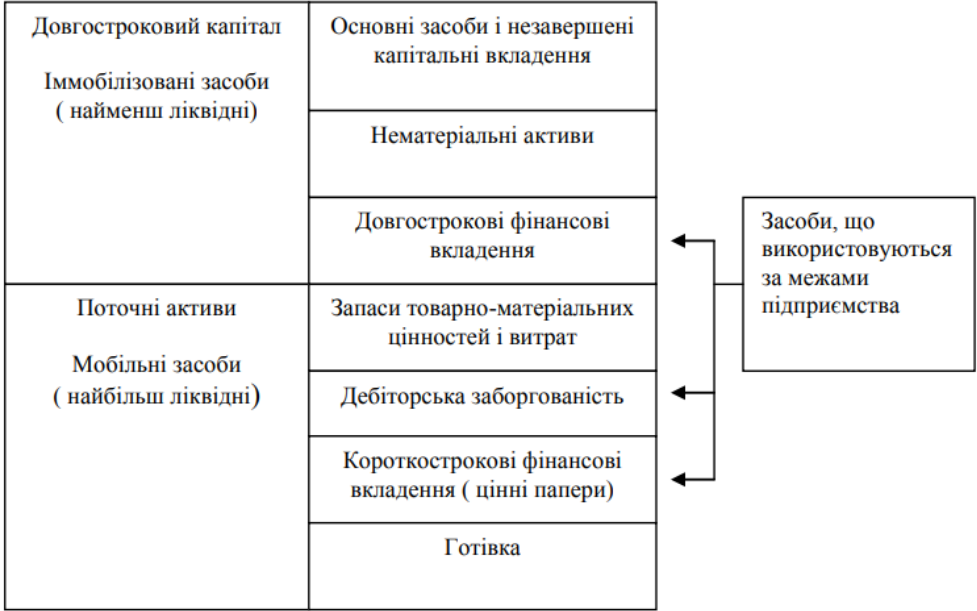 Довгостроковий капітал
Іммобілізовані засоби
( найменш ліквідні)
Основні засоби і незавершені
капітальні вкладення
Нематеріальні активи
Довгострокові фінансові
вкладення
Засоби, що
використовуються
за межами
підприємства
Поточні активи
Мобільні засоби
( найбільш ліквідні)
Запаси товарно-матеріальних
цінностей і витрат
Дебіторська заборгованість
Короткострокові фінансові
вкладення ( цінні папери)
Готівка